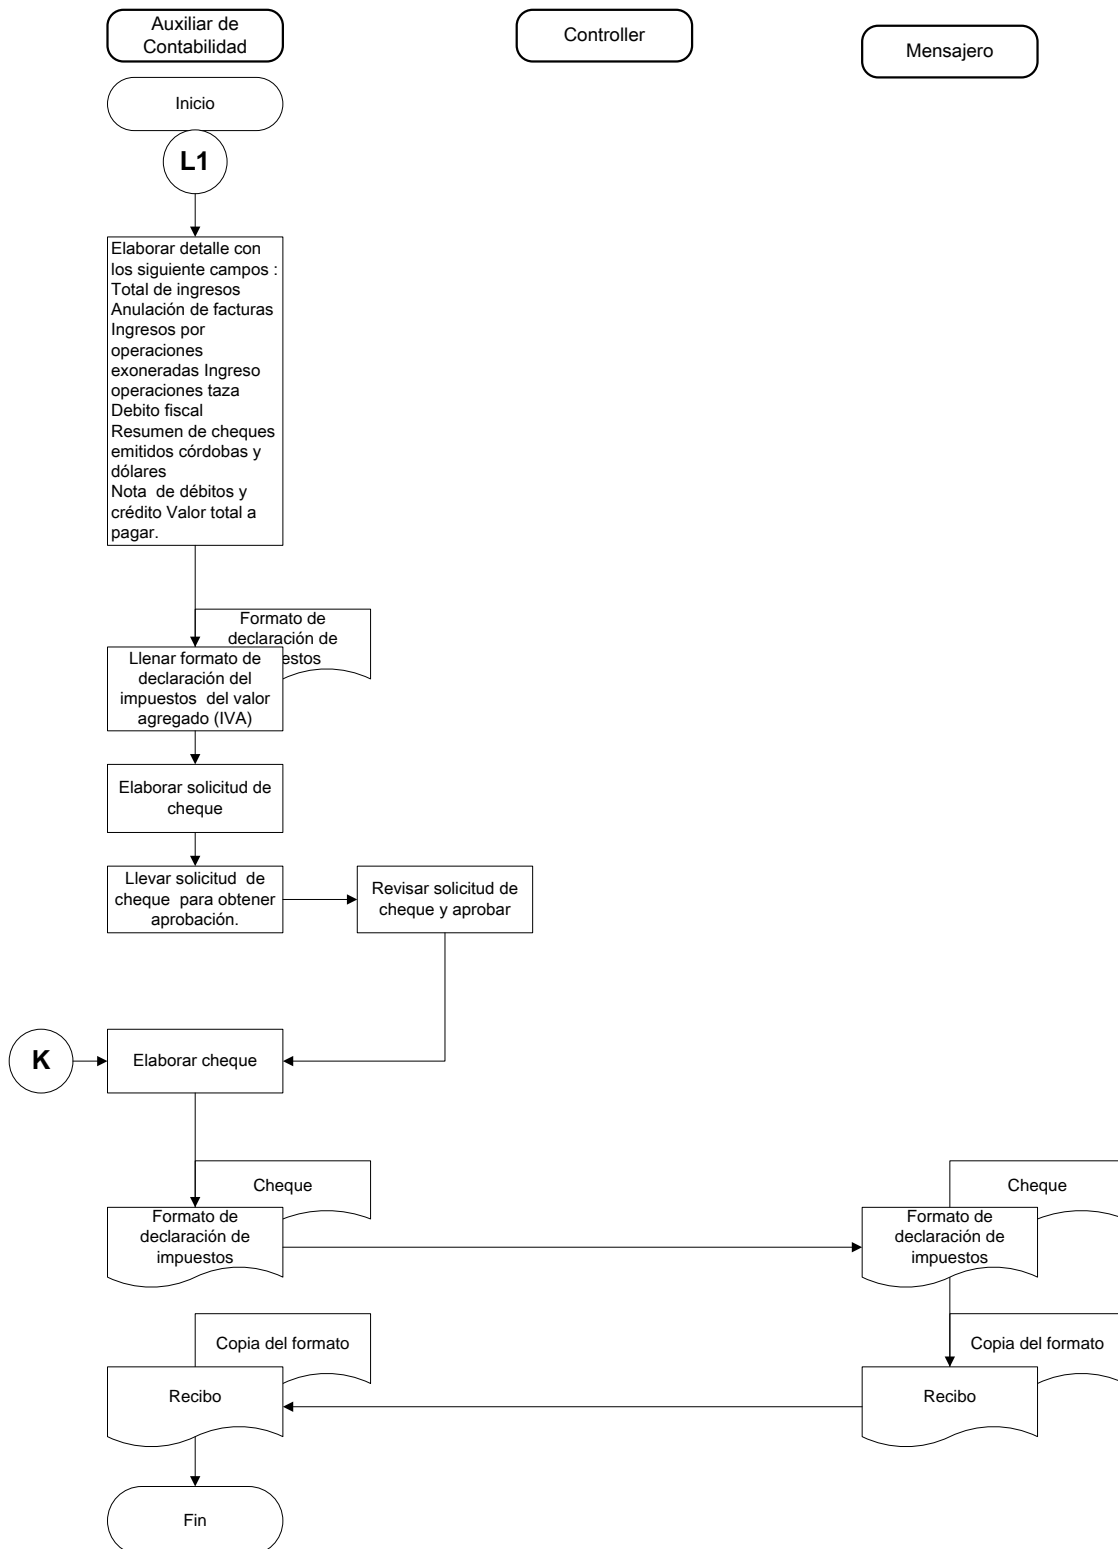 Auxiliar de
Contabilidad
Controller
Mensajero
Inicio
L1
Elaborar detalle con
los siguiente campos :
Total de ingresos
Anulación de facturas
Ingresos por
operaciones
exoneradas Ingreso
operaciones taza
Debito fiscal
Resumen de cheques
emitidos córdobas y
dólares
Nota de débitos y
crédito Valor total a
pagar.
Formato de
declaración de
estos
Llenar formato de
declaración del
impuestos del valor
agregado (IVA)
Elaborar solicitud de
cheque
Llevar solicitud de
cheque para obtener
aprobación.
Revisar solicitud de
cheque y aprobar
K
Elaborar cheque
Cheque
Formato de
declaración de
impuestos
Cheque
Formato de
declaración de
impuestos
Copia del formato
Recibo
Copia del formato
Recibo
Fin